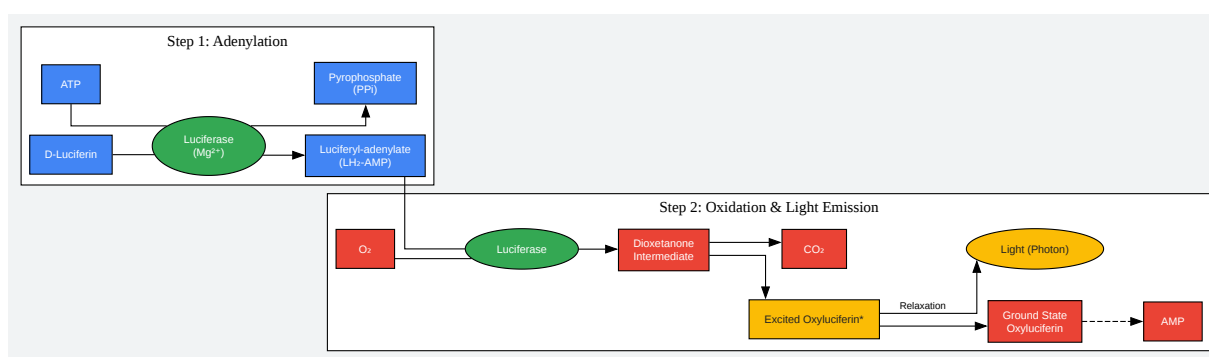 Step 1: Adenylation
ATP
Pyrophosphate
(PPi)
Luciferase
(Mg²⁺)
D-Luciferin
Luciferyl-adenylate
(LH₂-AMP)
Step 2: Oxidation & Light Emission
O₂
Luciferase
Dioxetanone
Intermediate
CO₂
Light (Photon)
Excited Oxyluciferin*
Relaxation
Ground State
Oxyluciferin
AMP